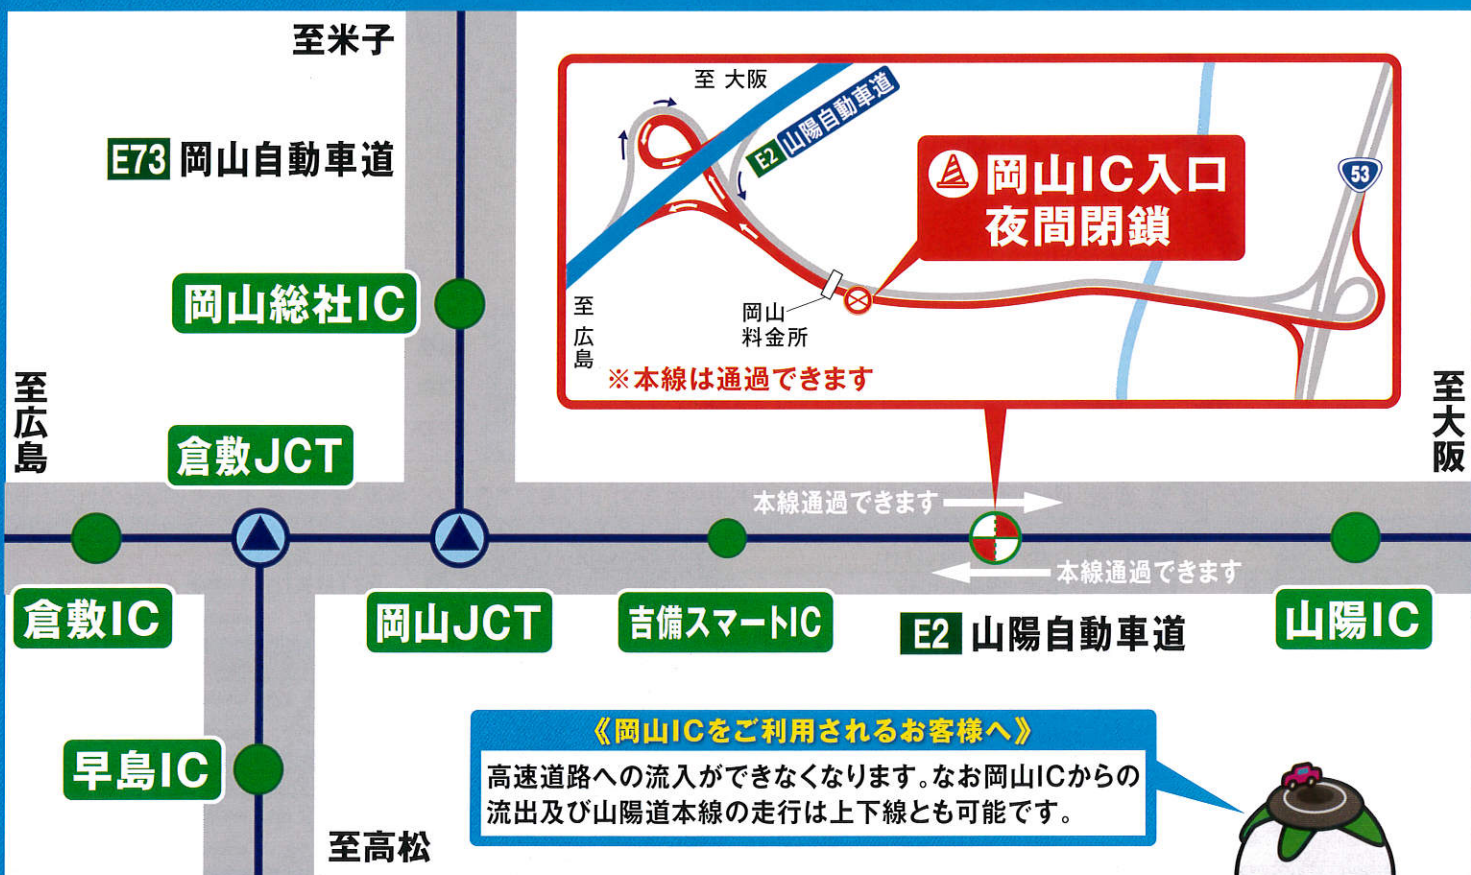 至米子
E73 岡山自動車道
岡山総社IC
至 大阪
E2 山陽自動車道
岡山IC入口
夜間閉鎖
53
岡山
料金所
至 広島
※本線は通過できます
至広島
倉敷JCT
至大阪
本線通過できます
本線通過できます
倉敷IC
岡山JCT
吉備スマートIC
E2 山陽自動車道
山陽IC
早島IC
至高松
《岡山ICをご利用されるお客様へ》
高速道路への流入ができなくなります。なお岡山ICからの
流出及び山陽道本線の走行は上下線とも可能です。